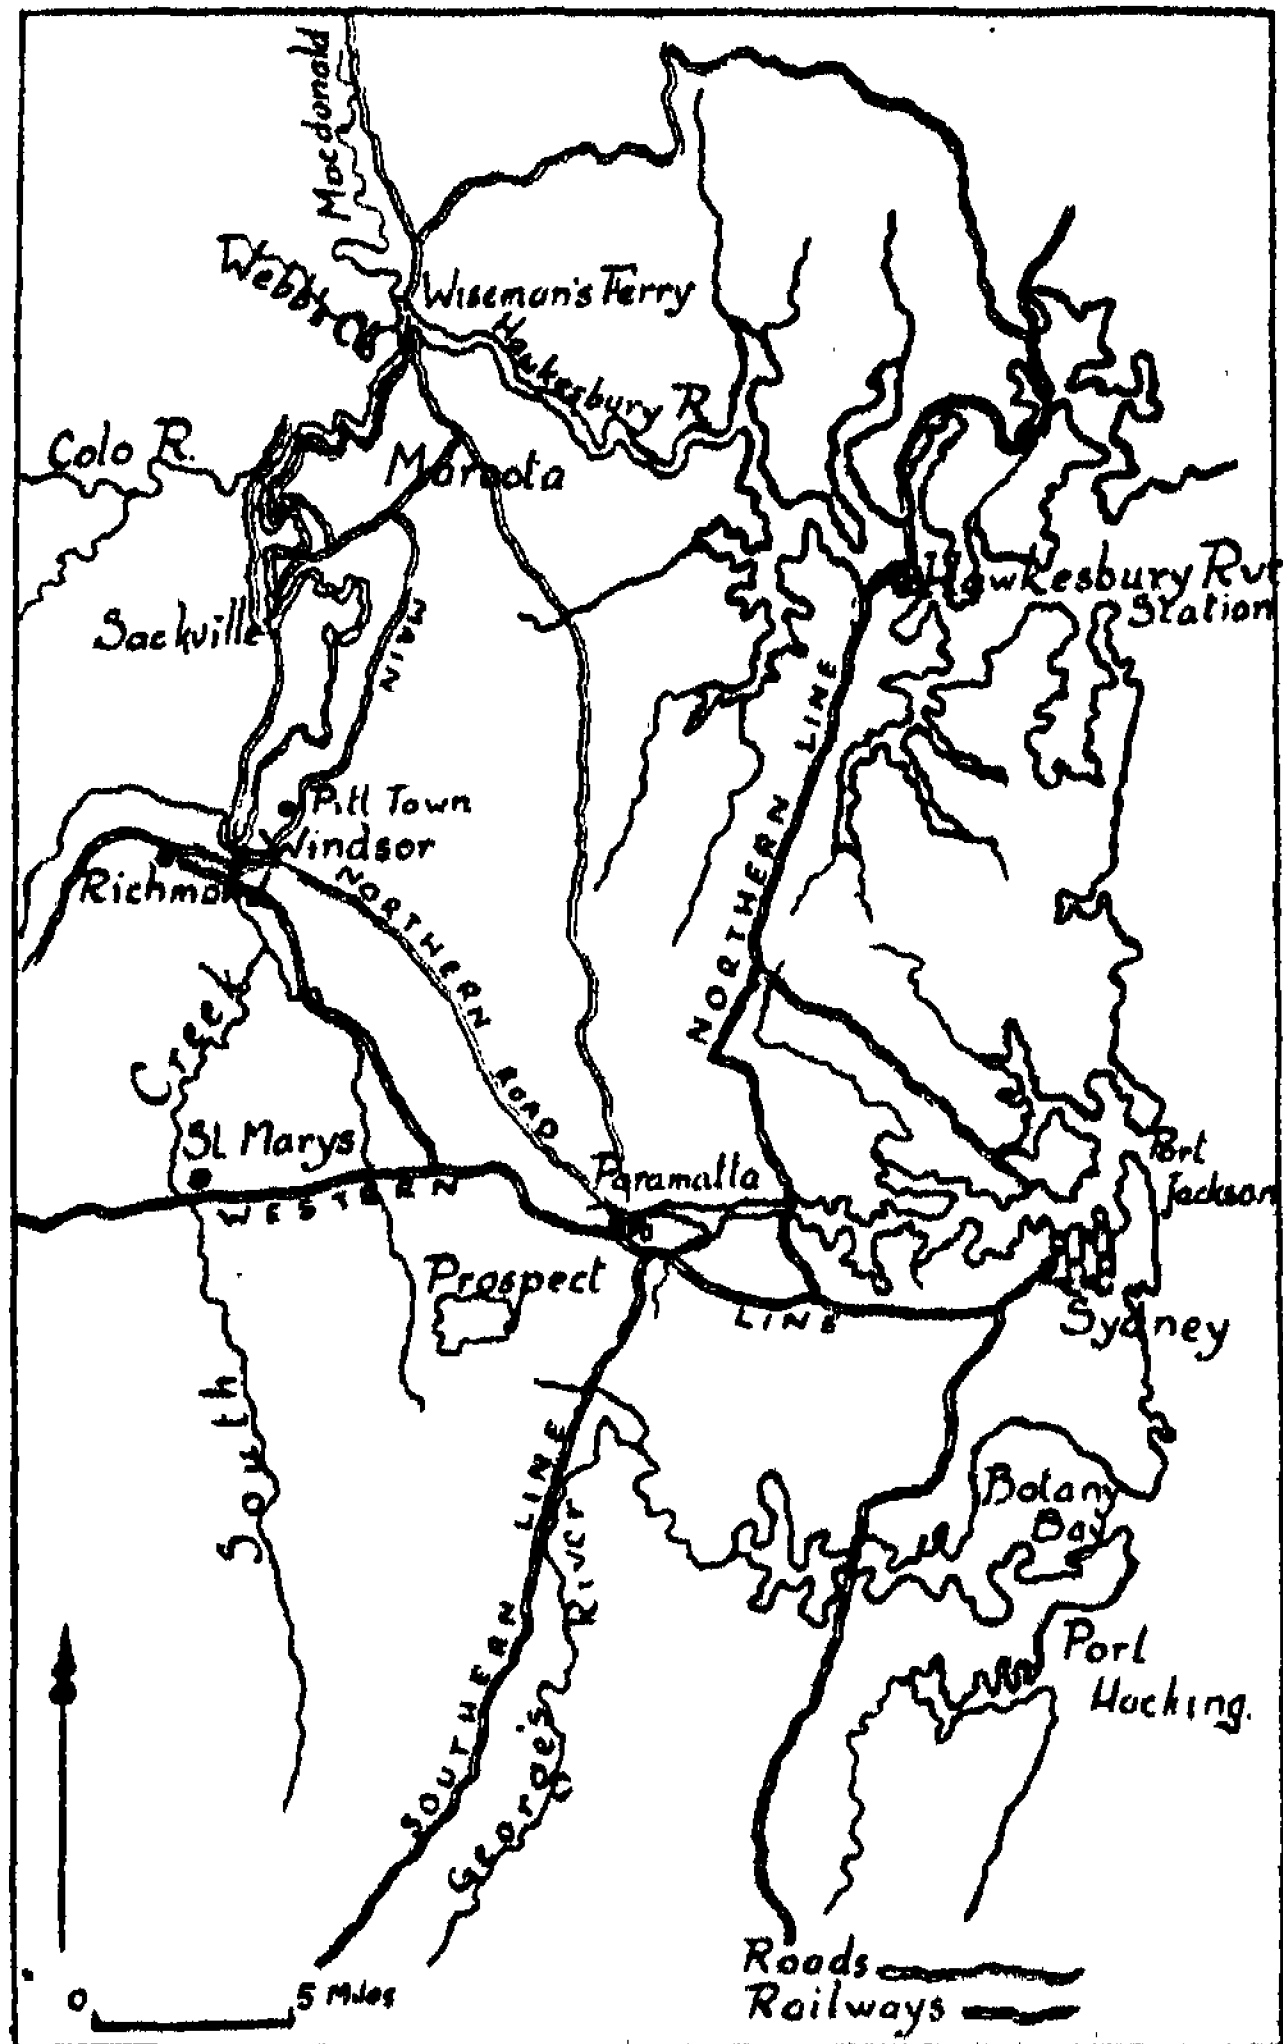 Macdonald
Webb's Ck
Wiseman's Ferry
Hawkesbury R.
Colo R.
Maroota
Hawkesbury Rvr
Station
Sackville
MAIN
NORTHERN LINE
Pitt Town
Windsor
Richmond
NORTHERN ROAD
South Creek
St Marys
WESTERN LINE
Paramatta
Port
Jackson
Prospect
Sydney
SOUTHERN LINE
George's River
Botany
Bay
Port
Hacking.
Roads
Railways
0 5 Miles